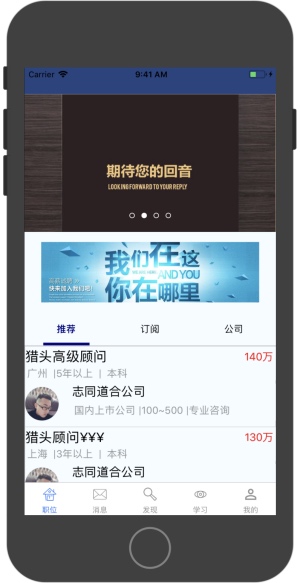 Carrier 9:41 AM
期待您的回音
LOOKING FORWARD TO YOUR REPLY
我们在这
WE ARE HERE AND YOU
你在哪里
快来加入我们吧!
推荐 订阅 公司
猎头高级顾问 140万
广州 |5年以上 | 本科
志同道合公司
国内上市公司 |100~500 |专业咨询
猎头顾问¥¥¥ 130万
上海 |3年以上 | 本科
志同道合公司
职位 消息 发现 学习 我的